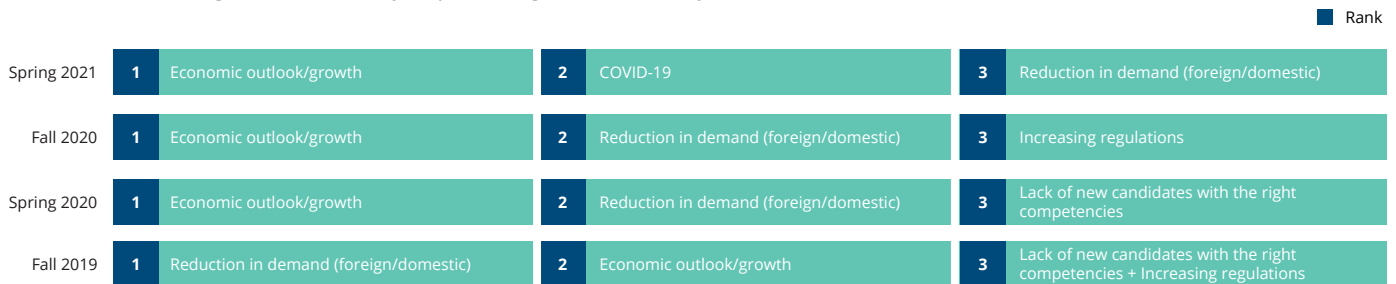 Rank
Spring 2021 1 Economic outlook/growth 2 COVID-19 3 Reduction in demand (foreign/domestic)
Fall 2020 1 Economic outlook/growth 2 Reduction in demand (foreign/domestic) 3 Increasing regulations
Spring 2020 1 Economic outlook/growth 2 Reduction in demand (foreign/domestic) 3 Lack of new candidates with the right
competencies
Fall 2019 1 Reduction in demand (foreign/domestic) 2 Economic outlook/growth 3 Lack of new candidates with the right
competencies + Increasing regulations